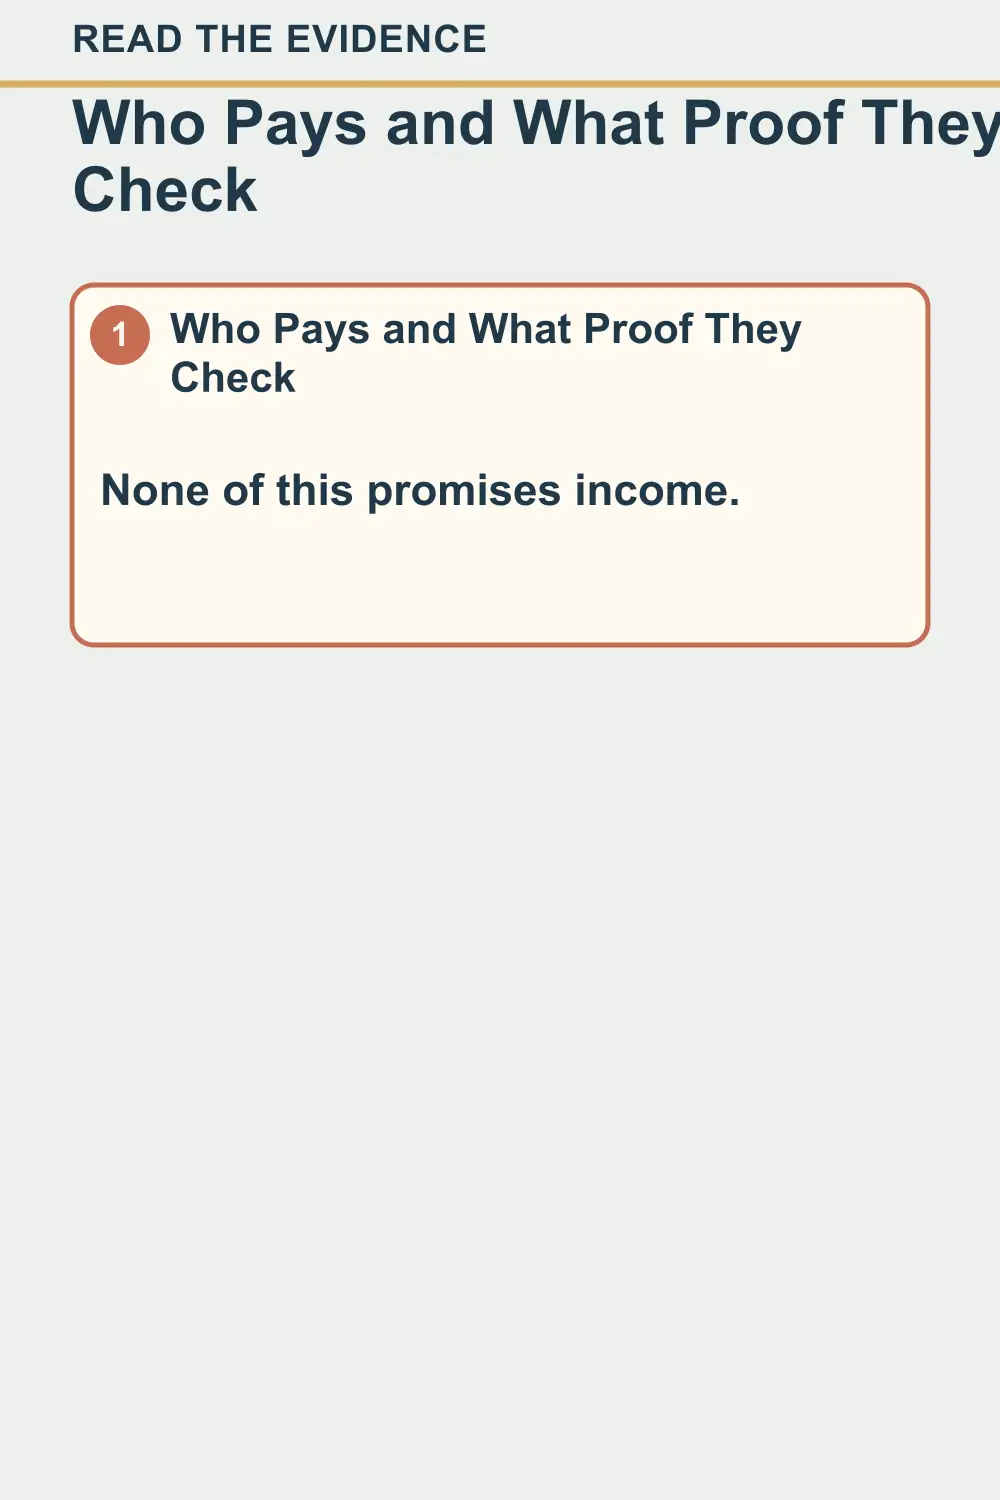 READ THE EVIDENCE
Who Pays and What Proof They
Check
1
Who Pays and What Proof They
Check
None of this promises income.